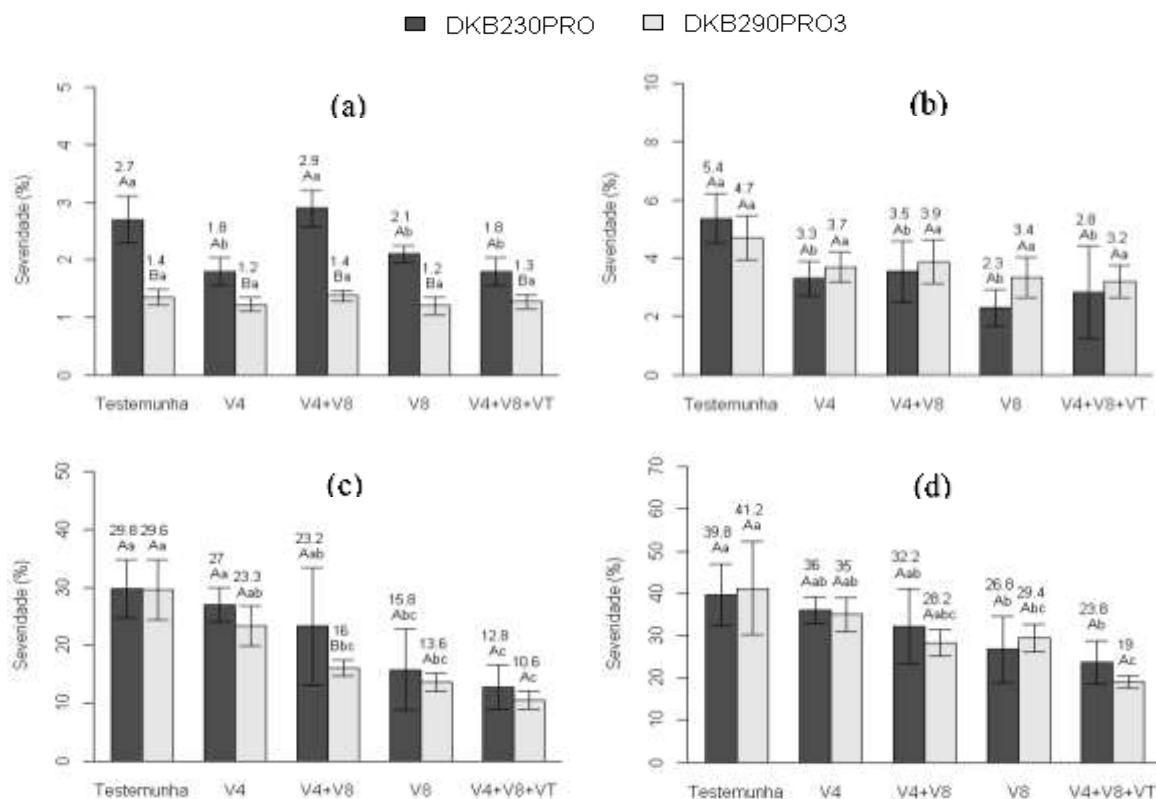 DKB230PRO DKB290PRO3
(a)
Severidade (%)
5
4
3
2
1
0
2.7 Aa
1.4 Ba
1.8 Ab
1.2 Ba
2.9 Aa
1.4 Ba
2.1 Ab
1.2 Ba
1.8 Ab
1.3 Ba
Testemunha V4 V4+V8 V8 V4+V8+VT
(b)
Severidade (%)
10
8
6
4
2
0
5.4 Aa
4.7 Aa
3.3 Ab
3.7 Aa
3.5 Ab
3.9 Aa
2.3 Ab
3.4 Aa
2.8 Ab
3.2 Aa
Testemunha V4 V4+V8 V8 V4+V8+VT
(c)
Severidade (%)
50
40
30
20
10
0
29.8 Aa
29.6 Aa
27 Aa
23.3 Aab
23.2 Aab
16 Bbc
15.8 Abc
13.6 Abc
12.8 Ac
10.6 Ac
Testemunha V4 V4+V8 V8 V4+V8+VT
(d)
Severidade (%)
70
60
50
40
30
20
10
0
39.8 Aa
41.2 Aa
36 Aab
35 Aab
32.2 Aab
28.2 Aabc
26.8 Ab
29.4 Abc
23.8 Ab
19 Ac
Testemunha V4 V4+V8 V8 V4+V8+VT